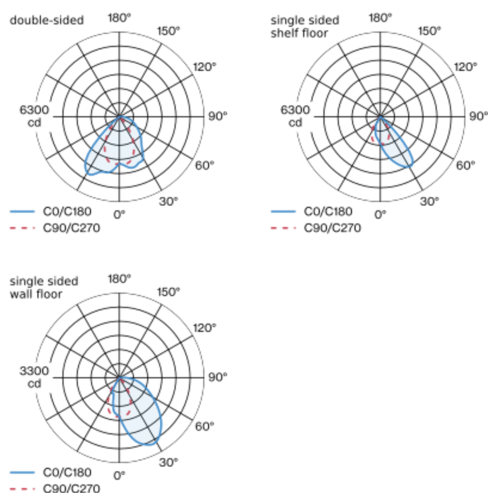 double-sided
180°
150°
120°
6300
cd
90°
60°
30°
0°
C0/C180
C90/C270
single sided
shelf floor
180°
150°
120°
6300
cd
90°
60°
30°
0°
C0/C180
C90/C270
single sided
wall floor
180°
150°
120°
3300
cd
90°
60°
30°
0°
C0/C180
C90/C270